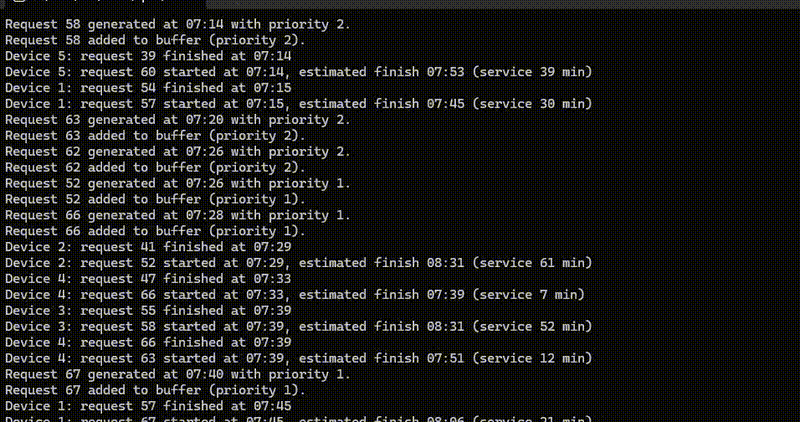 Request 58 generated at 07:14 with priority 2.
Request 58 added to buffer (priority 2).
Device 5: request 39 finished at 07:14
Device 5: request 60 started at 07:14, estimated finish 07:53 (service 39 min)
Device 1: request 54 finished at 07:15
Device 1: request 57 started at 07:15, estimated finish 07:45 (service 30 min)
Request 63 generated at 07:20 with priority 2.
Request 63 added to buffer (priority 2).
Request 62 generated at 07:26 with priority 2.
Request 62 added to buffer (priority 2).
Request 52 generated at 07:26 with priority 1.
Request 52 added to buffer (priority 1).
Request 66 generated at 07:28 with priority 1.
Request 66 added to buffer (priority 1).
Device 2: request 41 finished at 07:29
Device 2: request 52 started at 07:29, estimated finish 08:31 (service 61 min)
Device 4: request 47 finished at 07:33
Device 4: request 66 started at 07:33, estimated finish 07:39 (service 7 min)
Device 3: request 55 finished at 07:39
Device 3: request 58 started at 07:39, estimated finish 08:31 (service 52 min)
Device 4: request 66 finished at 07:39
Device 4: request 63 started at 07:39, estimated finish 07:51 (service 12 min)
Request 67 generated at 07:40 with priority 1.
Request 67 added to buffer (priority 1).
Device 1: request 57 finished at 07:45
Device 1: request 67 started at 07:45, estimated finish 08:06 (service 21 min)